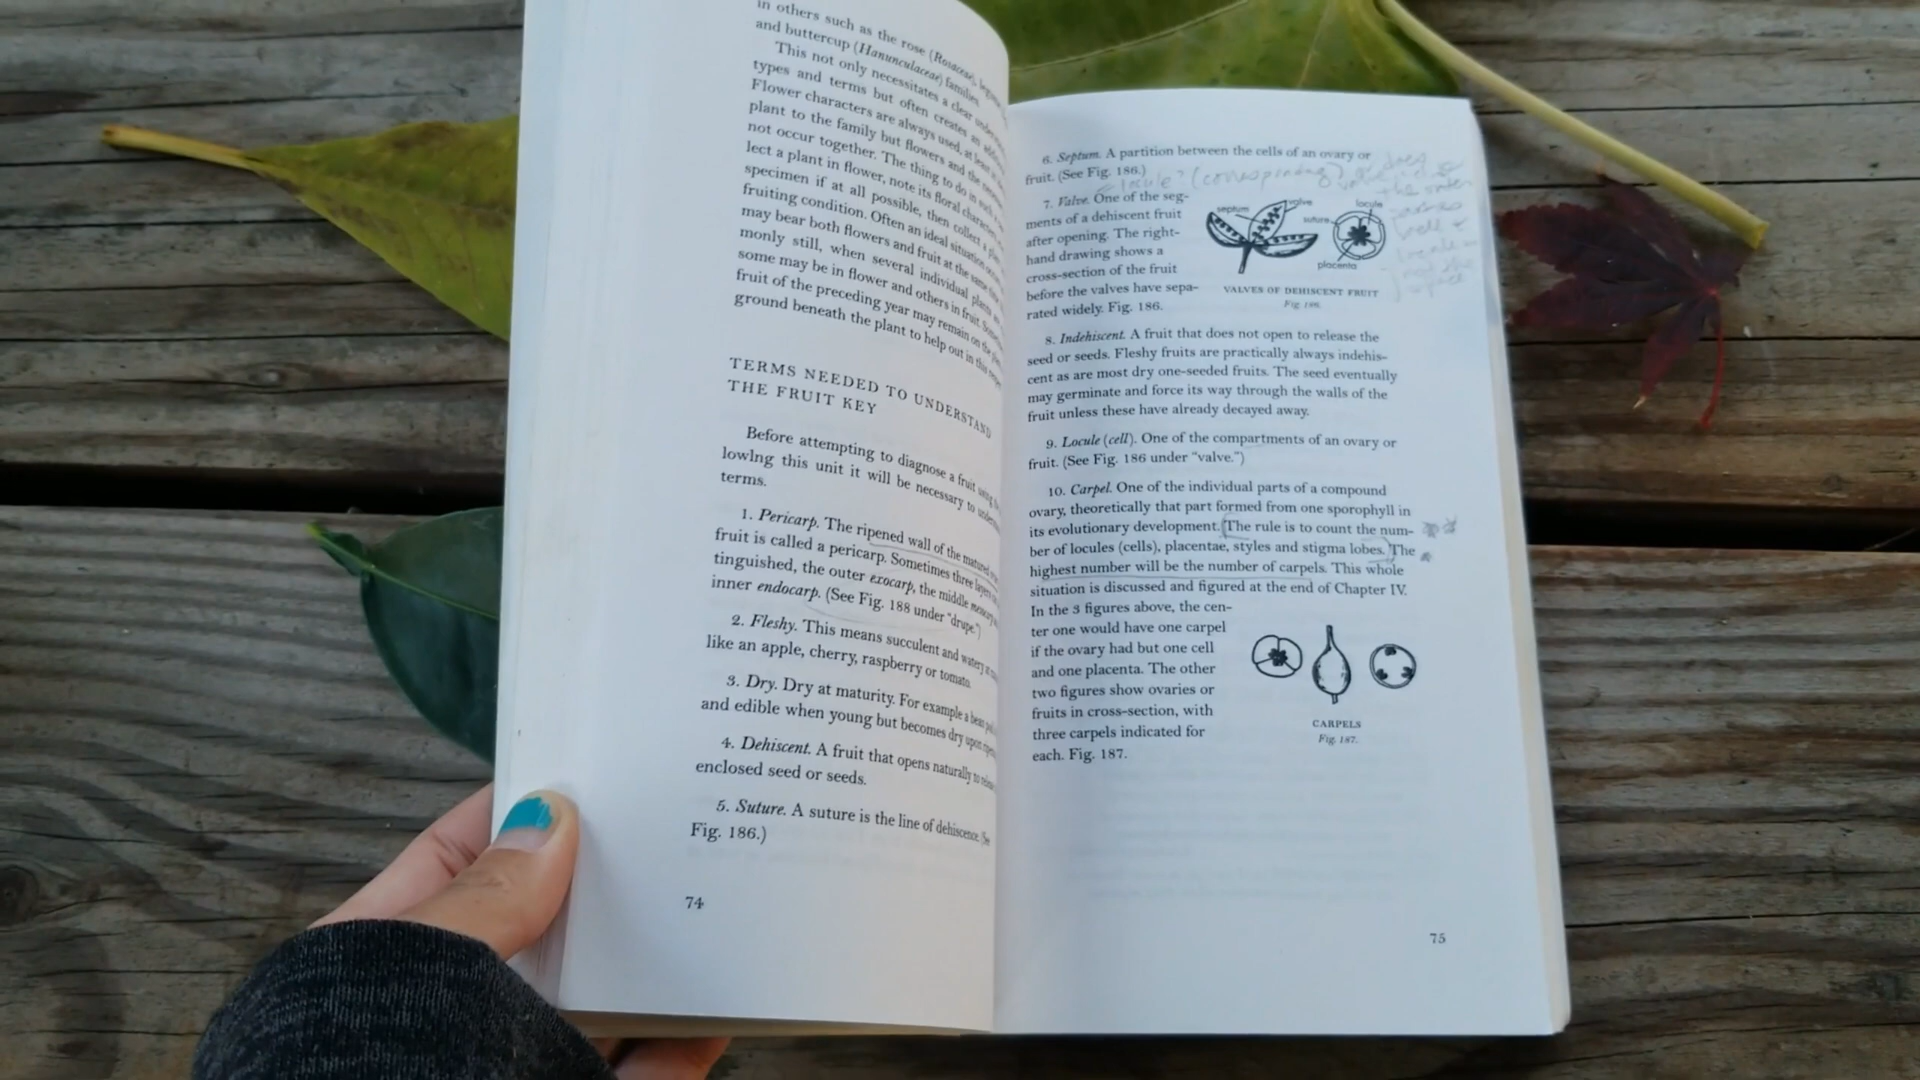 in others such as the rose (Rosaceae),
and buttercup (Hanunculaceae) families.
This not only necessitates a clear
types and terms but often creates an
Flower characters are always used, at least
plant to the family but flowers and the
not occur together. The thing to do in such
lect a plant in flower, note its floral characters,
specimen if at all possible, then collect a
fruiting condition. Often an ideal situation
may bear both flowers and fruit at the same
monly still, when several individual plants
some may be in flower and others in fruit.
fruit of the preceding year may remain on the
ground beneath the plant to help out in this
TERMS NEEDED TO UNDERSTAND
THE FRUIT KEY
Before attempting to diagnose a fruit using
lowing this unit it will be necessary to
terms.
1. Pericarp. The ripened wall of the matured
fruit is called a pericarp. Sometimes three layers
tinguished, the outer exocarp, the middle
inner endocarp. (See Fig. 188 under "drupe.")
2. Fleshy. This means succulent and watery
like an apple, cherry, raspberry or tomato.
3. Dry. Dry at maturity. For example a bean
and edible when young but becomes dry upon
4. Dehiscent. A fruit that opens naturally to
enclosed seed or seeds.
5. Suture. A suture is the line of dehiscence. (See
Fig. 186.)
74
6. Septum. A partition between the cells of an ovary or
fruit. (See Fig. 186.)
locule? (corresponding)
7. Valve. One of the seg-
ments of a dehiscent fruit
after opening. The right-
hand drawing shows a
cross-section of the fruit
before the valves have sepa-
rated widely. Fig. 186.
septum
valve
suture
locule
placenta
VALVES OF DEHISCENT FRUIT
Fig. 186.
8. Indehiscent. A fruit that does not open to release the
seed or seeds. Fleshy fruits are practically always indehis-
cent as are most dry one-seeded fruits. The seed eventually
may germinate and force its way through the walls of the
fruit unless these have already decayed away.
9. Locule (cell). One of the compartments of an ovary or
fruit. (See Fig. 186 under "valve.")
10. Carpel. One of the individual parts of a compound
ovary, theoretically that part formed from one sporophyll in
its evolutionary development. The rule is to count the num-
ber of locules (cells), placentae, styles and stigma lobes. The
highest number will be the number of carpels. This whole
situation is discussed and figured at the end of Chapter IV.
In the 3 figures above, the cen-
ter one would have one carpel
if the ovary had but one cell
and one placenta. The other
two figures show ovaries or
fruits in cross-section, with
three carpels indicated for
each. Fig. 187.
CARPELS
Fig. 187.
75